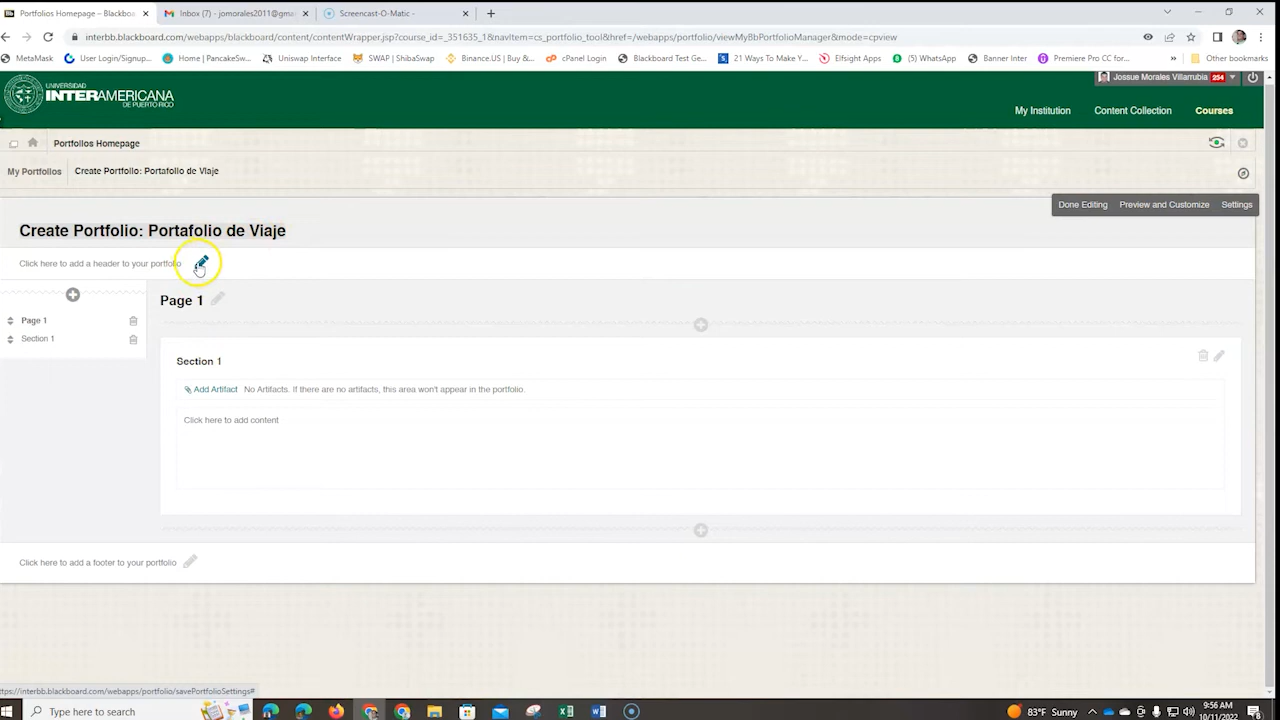 Portfolios Homepage – Blackboa
Inbox (7) - jomorales2011@gma
Screencast-O-Matic -
interbb.blackboard.com/webapps/blackboard/content/contentWrapper.jsp?course_id=_351635_1&navItem=cs_portfolio_tool&href=/webapps/portfolio/viewMyBbPortfolioManager&mode=cpview
MetaMask
User Login/Signup...
Home | PancakeSw...
Uniswap Interface
SWAP | ShibaSwap
Binance.US | Buy &...
cPanel Login
Blackboard Test Ge...
21 Ways To Make Y...
Elfsight Apps
(5) WhatsApp
Banner Inter
Premiere Pro CC for...
»
Other bookmarks
UNIVERSIDAD
INTERAMERICANA
DE PUERTO RICO
Jossue Morales Villarrubia 254
My Institution
Content Collection
Courses
Portfolios Homepage
My Portfolios
Create Portfolio: Portafolio de Viaje
Done Editing
Preview and Customize
Settings
Create Portfolio: Portafolio de Viaje
Click here to add a header to your portfolio
Page 1
Page 1
Section 1
Section 1
Add Artifact No Artifacts. If there are no artifacts, this area won't appear in the portfolio.
Click here to add content
Click here to add a footer to your portfolio
https://interbb.blackboard.com/webapps/portfolio/savePortfolioSettings#
Type here to search
83°F Sunny
9:56 AM
10/11/2022